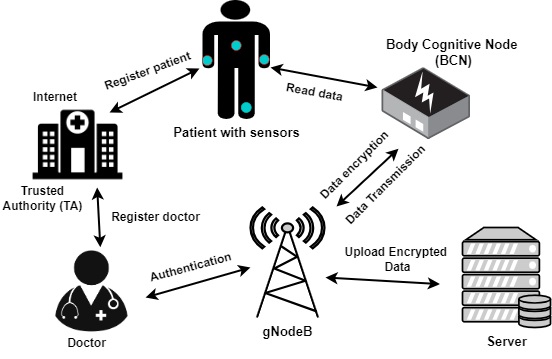 Body Cognitive Node
(BCN)
Register patient
Read data
Internet
Patient with sensors
Data encryption
Data Transmission
Trusted
Authority (TA)
Register doctor
Authentication
Upload Encrypted
Data
gNodeB
Doctor
Server